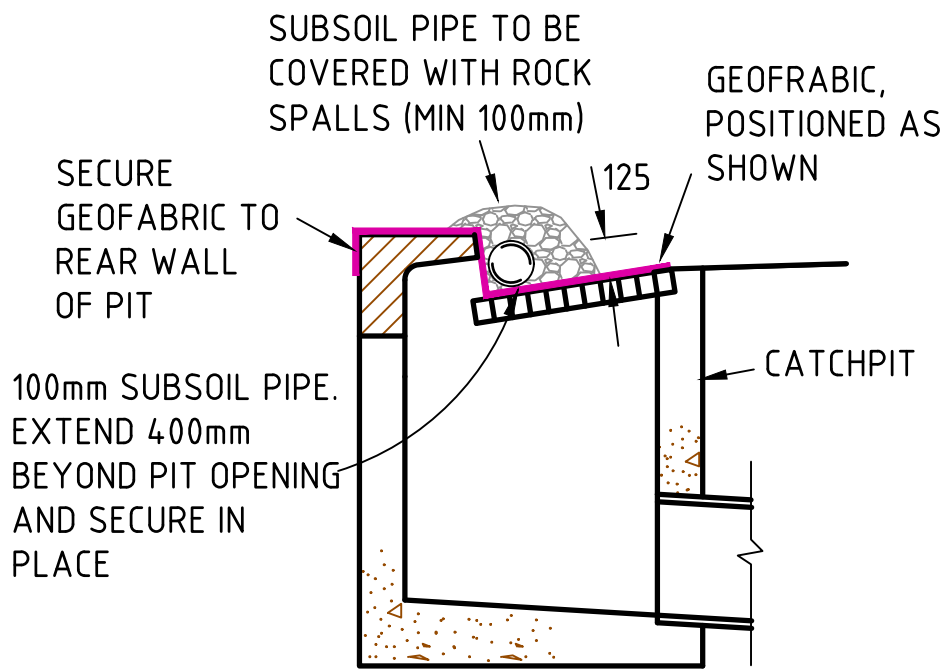 SUBSOIL PIPE TO BE
COVERED WITH ROCK
SPALLS (MIN 100mm)
GEOFRABIC,
POSITIONED AS
SHOWN
125
SECURE
GEOFABRIC TO
REAR WALL
OF PIT
100mm SUBSOIL PIPE.
EXTEND 400mm
BEYOND PIT OPENING
AND SECURE IN
PLACE
CATCHPIT